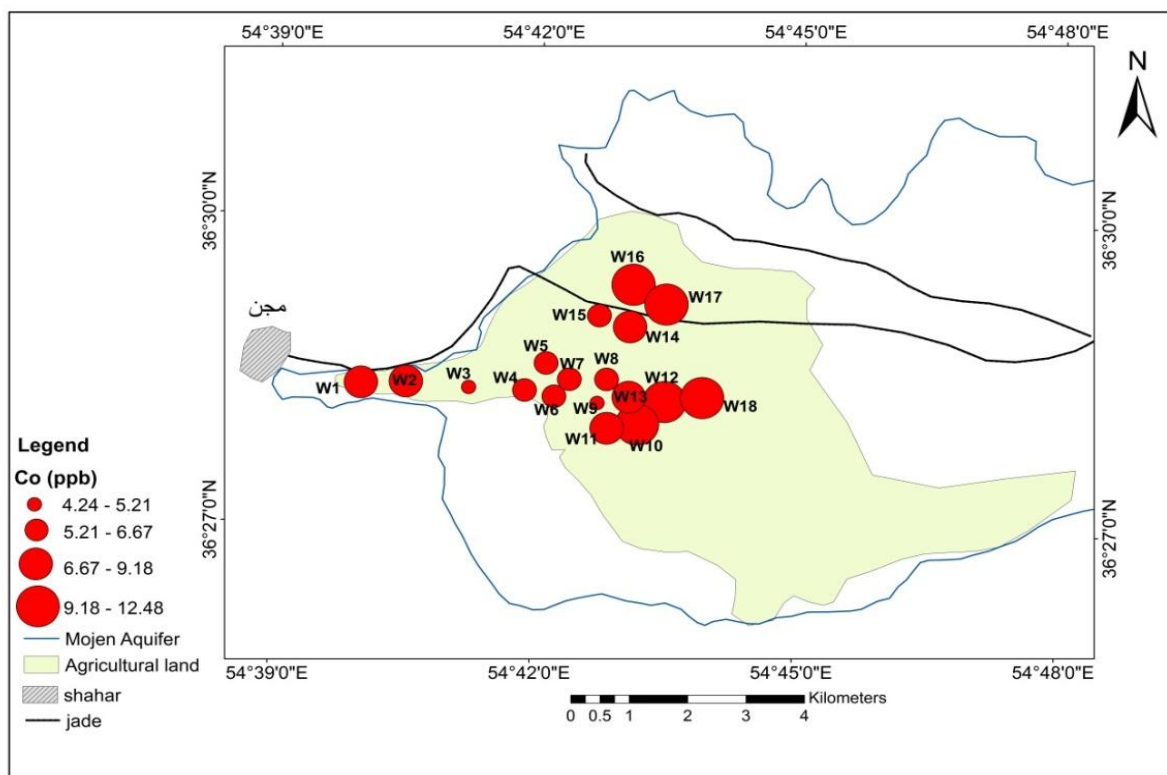 54°39'0"E 54°42'0"E 54°45'0"E 54°48'0"E
N
36°30'0"N
36°30'0"N
W16
W17
مجن
W15
W14
W5
W7
W8
W3
W2
W1
W4
W12
W6
W9
W13
W18
W11
W10
Legend
Co (ppb)
4.24 - 5.21
5.21 - 6.67
6.67 - 9.18
9.18 - 12.48
Mojen Aquifer
Agricultural land
shahar
jade
36°27'0"N
36°27'0"N
54°39'0"E 54°42'0"E 54°45'0"E 54°48'0"E
Kilometers
0 0.5 1 2 3 4